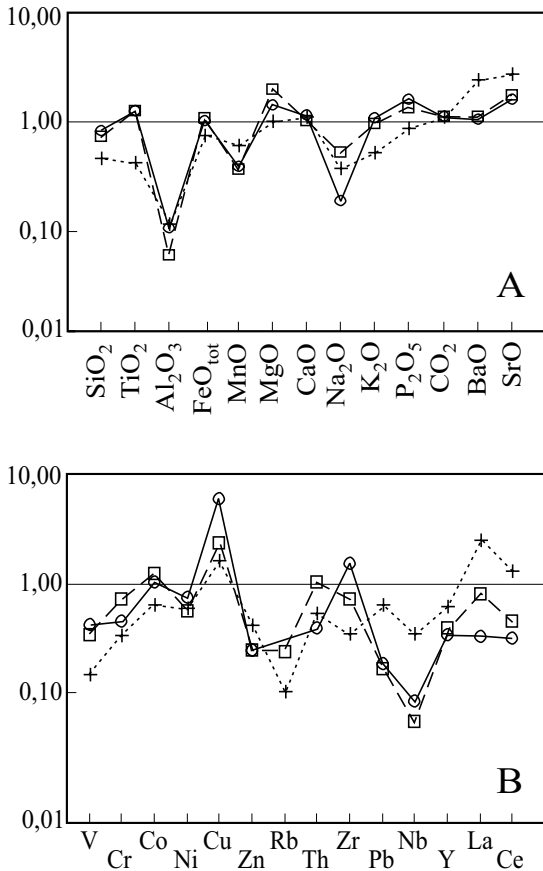 10,00
1,00
0,10
0,01
A
SiO₂ TiO₂ Al₂O₃ FeOtot MnO MgO CaO Na₂O K₂O P₂O₅ CO₂ BaO SrO
10,00
1,00
0,10
0,01
B
V Cr Co Ni Cu Zn Rb Th Zr Pb Nb Y La Ce